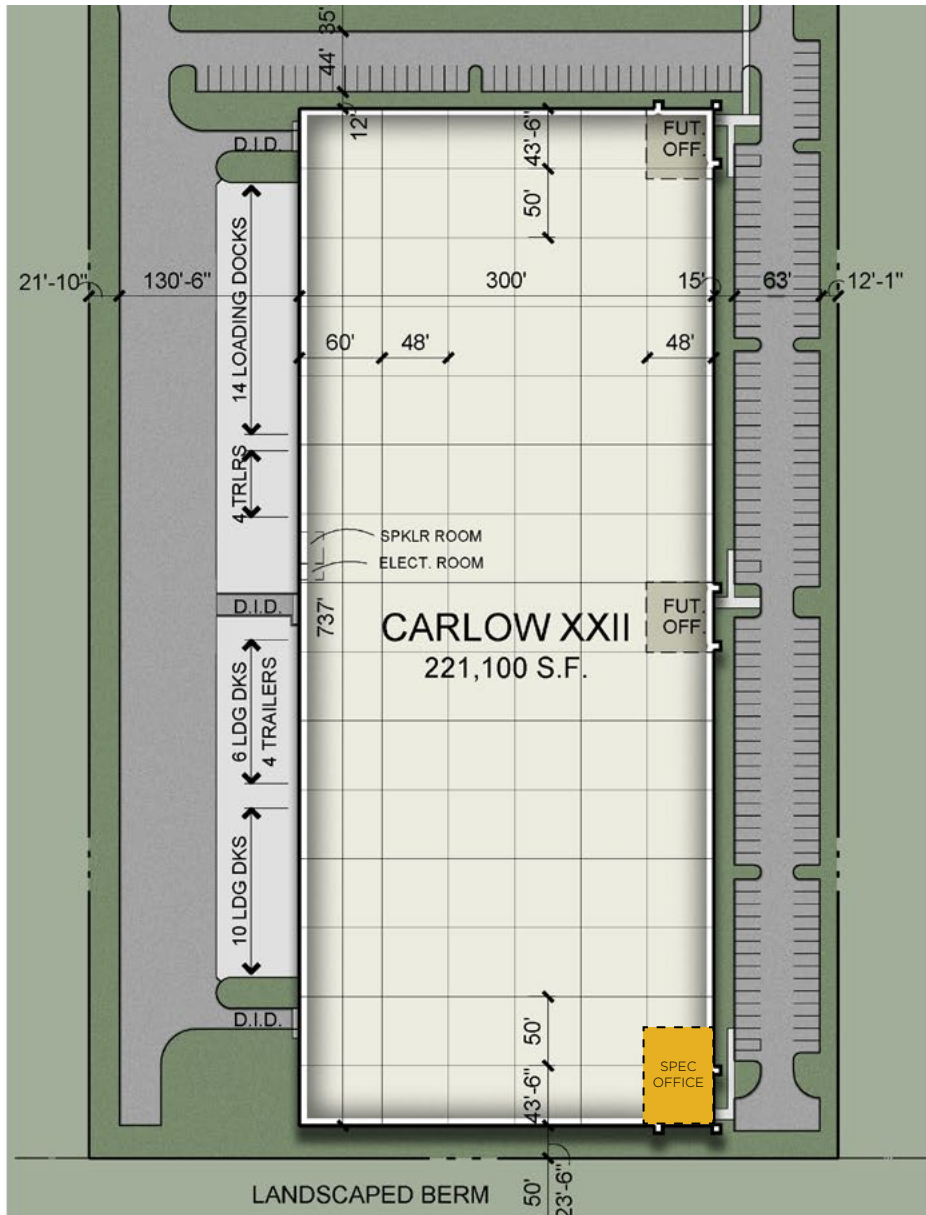 35'
44'
12'
43'-6"
FUT.
OFF.
D.I.D.
50'
14 LOADING DOCKS
21'-10"
130'-6"
300'
15'
63'
12'-1"
60'
48'
48'
4 TRLRS
SPKLR ROOM
ELECT. ROOM
D.I.D.
737'
FUT.
OFF.
CARLOW XXII
221,100 S.F.
6 LDG DKS
4 TRAILERS
10 LDG DKS
D.I.D.
50'
43'-6"
SPEC
OFFICE
LANDSCAPED BERM
50'
23'-6"